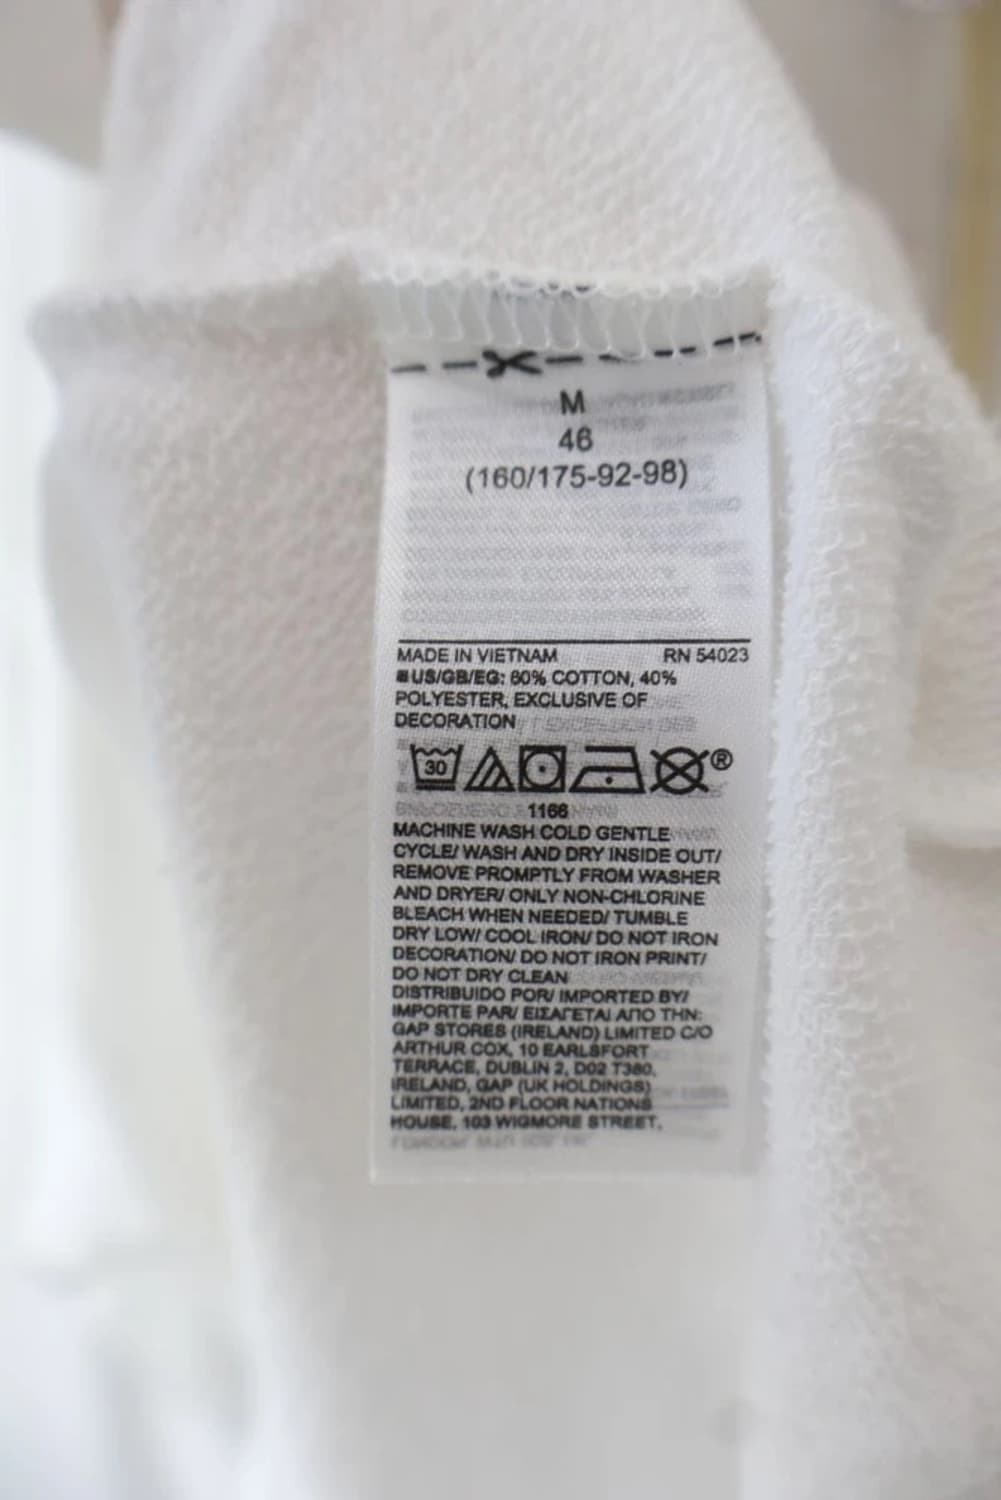 M
46
(160/175-92-98)
MADE IN VIETNAM RN 54023
US/GB/EG: 60% COTTON, 40%
POLYESTER, EXCLUSIVE OF
DECORATION
30 ®
1166
MACHINE WASH COLD GENTLE
CYCLE/ WASH AND DRY INSIDE OUT/
REMOVE PROMPTLY FROM WASHER
AND DRYER/ ONLY NON-CHLORINE
BLEACH WHEN NEEDED/ TUMBLE
DRY LOW/ COOL IRON/ DO NOT IRON
DECORATION/ DO NOT IRON PRINT/
DO NOT DRY CLEAN
DISTRIBUIDO POR/ IMPORTED BY/
IMPORTE PAR/ ΕΙΣΑΓΕΤΑΙ ΑΠΟ ΤΗΝ:
GAP STORES (IRELAND) LIMITED C/O
ARTHUR COX, 10 EARLSFORT
TERRACE, DUBLIN 2, D02 T380,
IRELAND, GAP (UK HOLDINGS)
LIMITED, 2ND FLOOR NATIONS
HOUSE, 103 WIGMORE STREET,